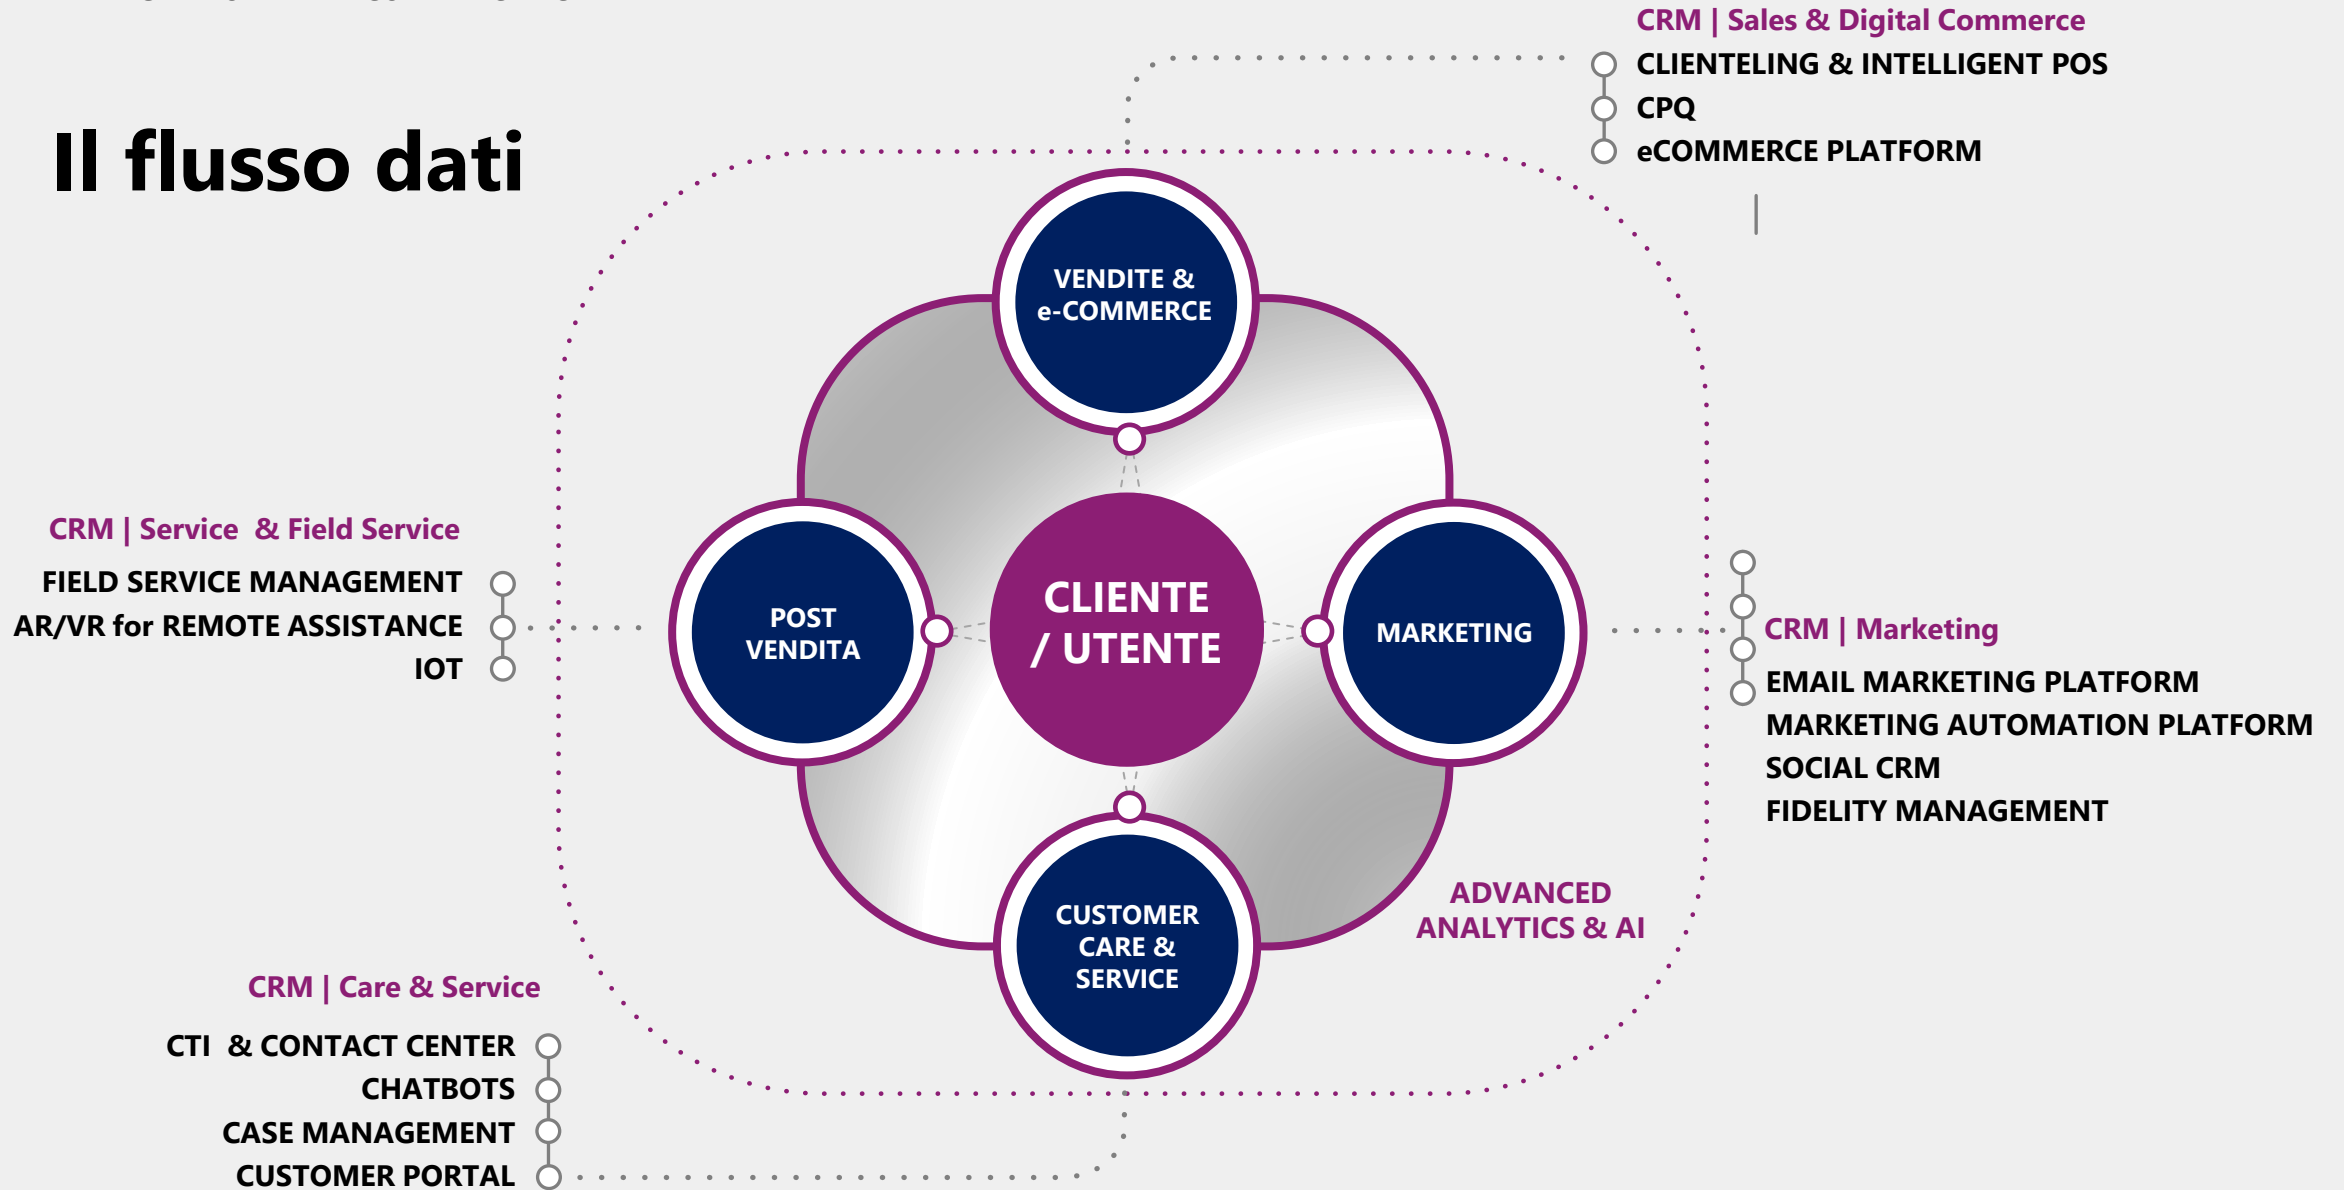 Il flusso dati
CRM | Sales & Digital Commerce
CLIENTELING & INTELLIGENT POS
CPQ
eCOMMERCE PLATFORM
VENDITE &
e-COMMERCE
CRM | Service & Field Service
FIELD SERVICE MANAGEMENT
AR/VR for REMOTE ASSISTANCE
IOT
POST
VENDITA
CLIENTE
/ UTENTE
MARKETING
CRM | Marketing
EMAIL MARKETING PLATFORM
MARKETING AUTOMATION PLATFORM
SOCIAL CRM
FIDELITY MANAGEMENT
CUSTOMER
CARE &
SERVICE
ADVANCED
ANALYTICS & AI
CRM | Care & Service
CTI & CONTACT CENTER
CHATBOTS
CASE MANAGEMENT
CUSTOMER PORTAL